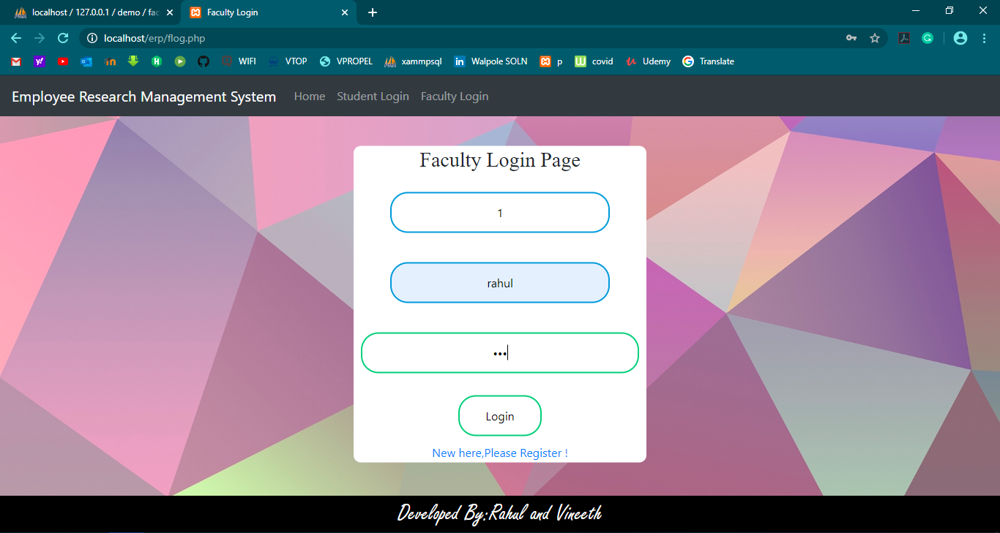 localhost / 127.0.0.1 / demo / fac
Faculty Login
localhost/erp/flog.php
WIFI
VTOP
VPROPEL
xammpsql
Walpole SOLN
p
covid
Udemy
Translate
Employee Research Management System
Home
Student Login
Faculty Login
Faculty Login Page
1
rahul
•••
Login
New here,Please Register !
Developed By:Rahul and Vineeth